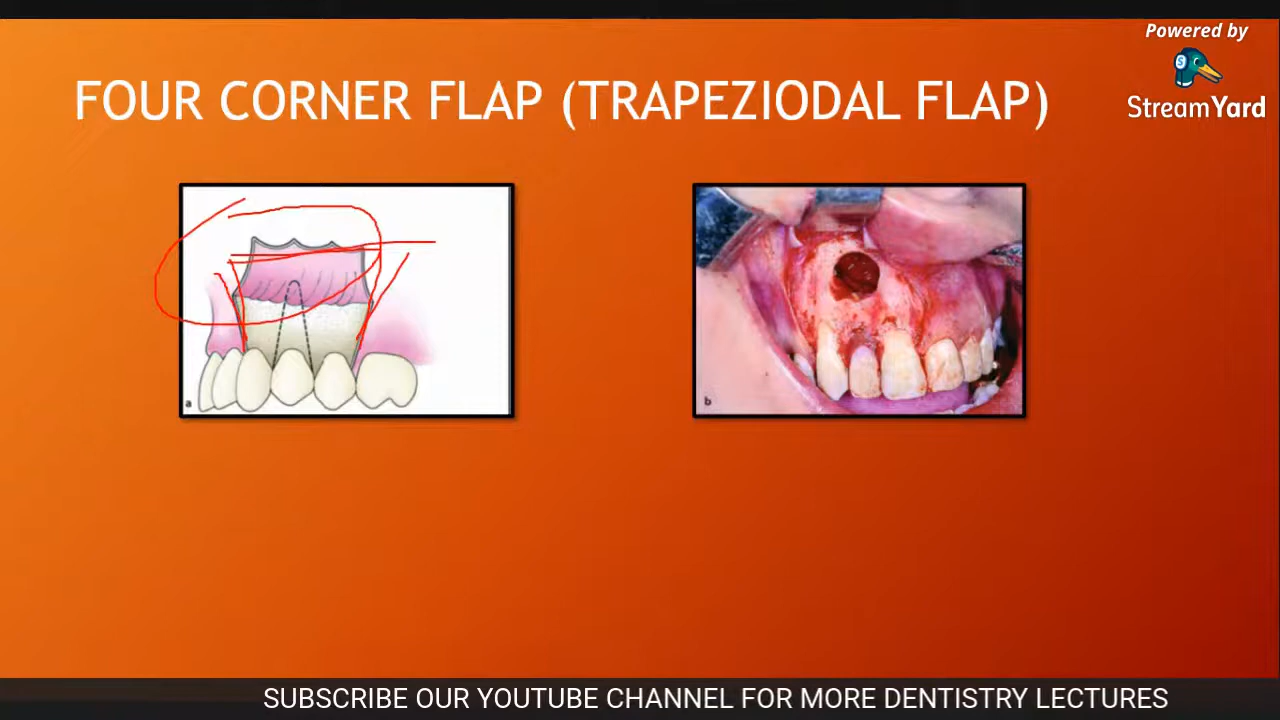 Powered by
StreamYard
FOUR CORNER FLAP (TRAPEZIODAL FLAP)
a
b
SUBSCRIBE OUR YOUTUBE CHANNEL FOR MORE DENTISTRY LECTURES